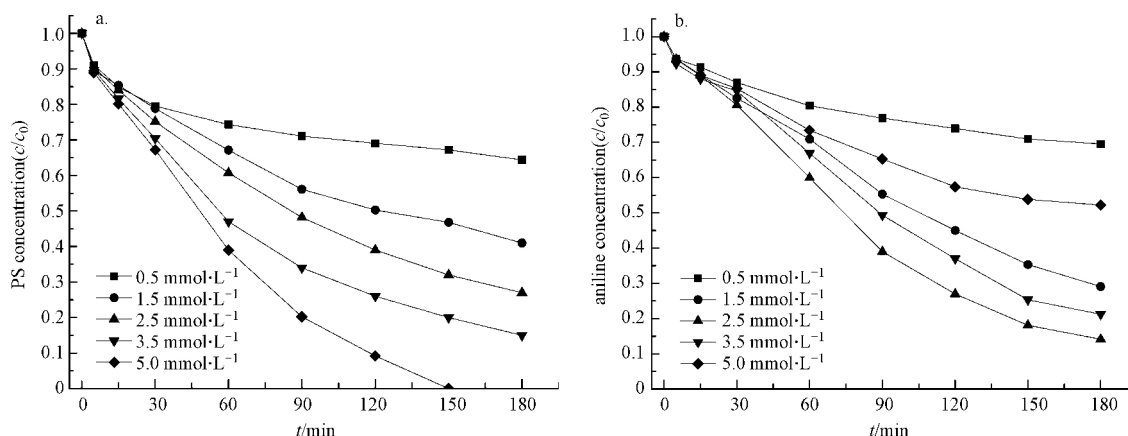 a.
1.0
0.9
0.8
0.7
0.6
0.5
0.4
0.3
0.2
0.1
0
PS concentration(c/c₀)
0.5 mmol·L⁻¹
1.5 mmol·L⁻¹
2.5 mmol·L⁻¹
3.5 mmol·L⁻¹
5.0 mmol·L⁻¹
0 30 60 90 120 150 180
t/min
b.
1.0
0.9
0.8
0.7
0.6
0.5
0.4
0.3
0.2
0.1
0
aniine concentration(c/c₀)
0.5 mmol·L⁻¹
1.5 mmol·L⁻¹
2.5 mmol·L⁻¹
3.5 mmol·L⁻¹
5.0 mmol·L⁻¹
0 30 60 90 120 150 180
t/min